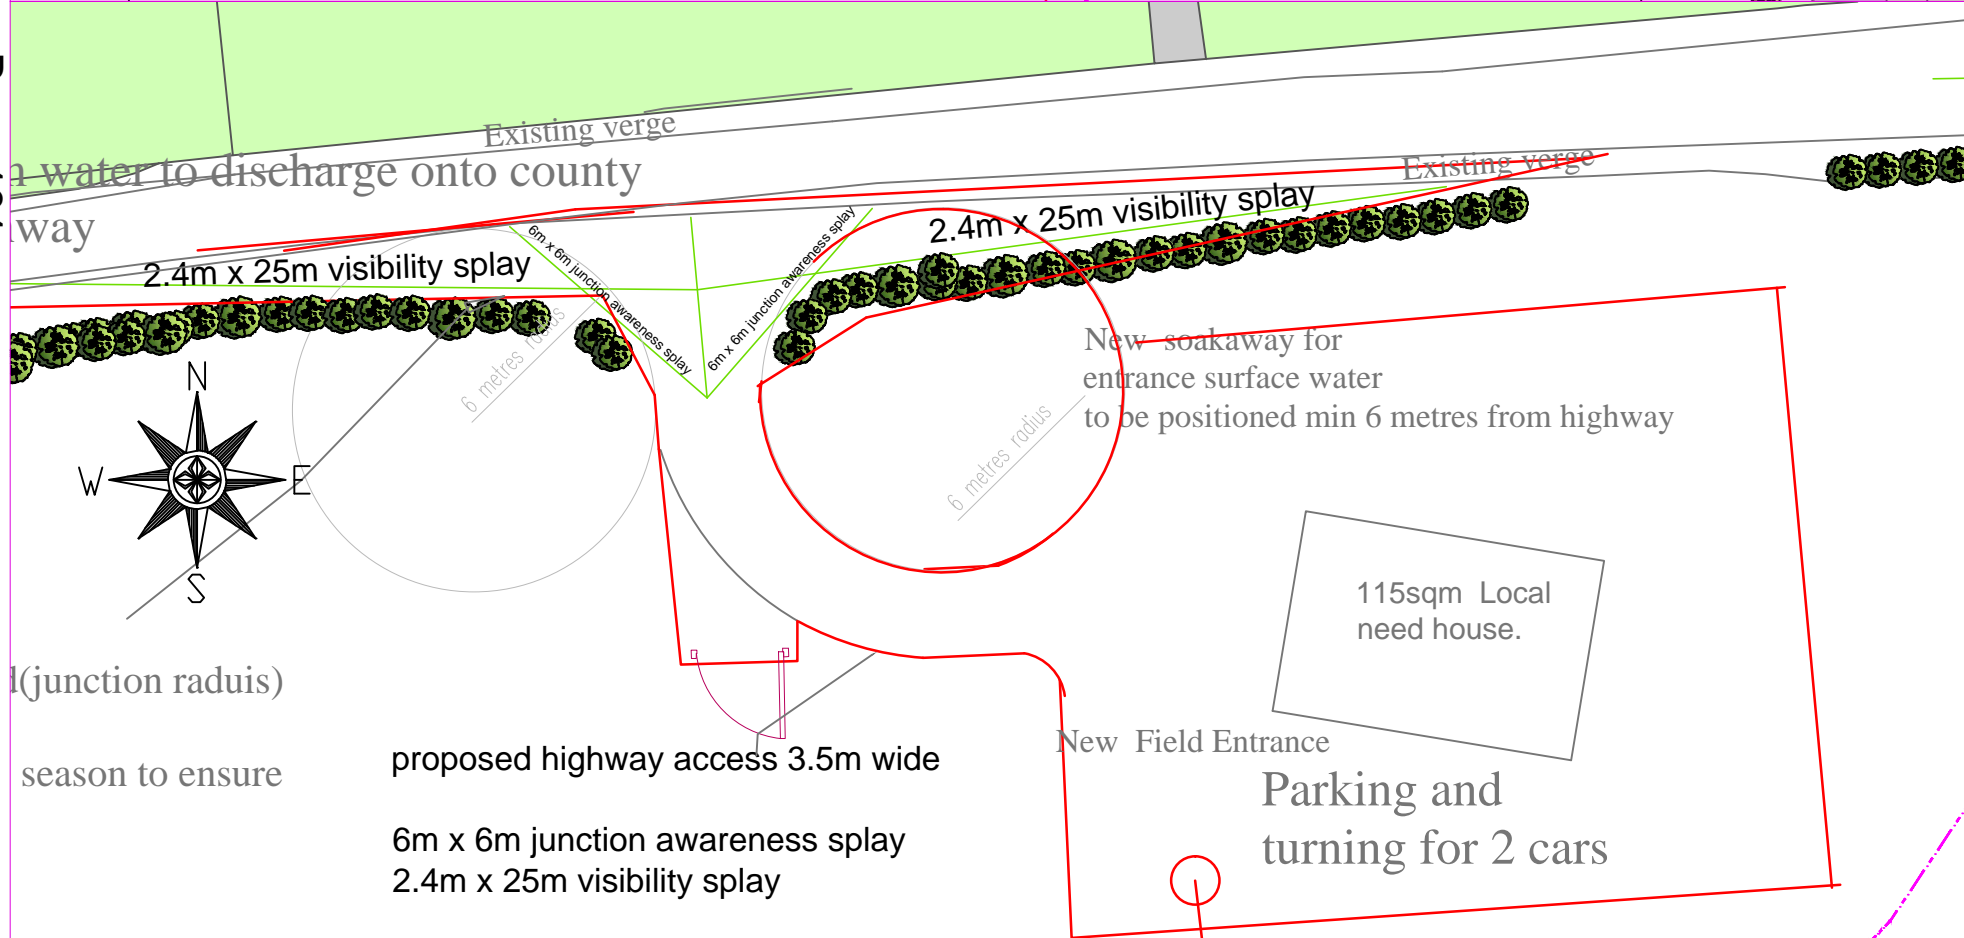 Existing verge
water to discharge onto county
way
Existing verge
2.4m x 25m visibility splay
2.4m x 25m visibility splay
6m x 6m junction awareness splay
6m x 6m junction awareness splay
6 metres radius
6 metres radius
New soakaway for
entrance surface water
to be positioned min 6 metres from highway
N
W E
S
115sqm Local
need house.
(junction raduis)
season to ensure
New Field Entrance
proposed highway access 3.5m wide
6m x 6m junction awareness splay
2.4m x 25m visibility splay
Parking and
turning for 2 cars